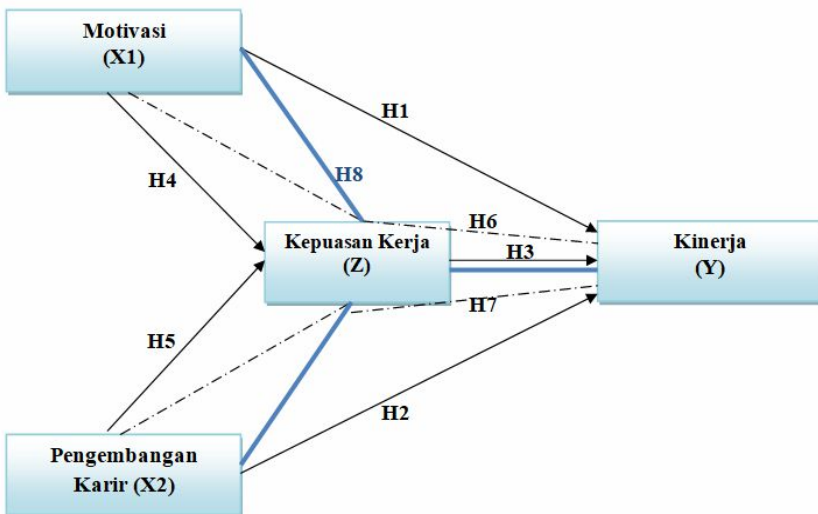 Motivasi
(X1)
H1
H4
H8
Kepuasan Kerja
(Z)
H6
H3
H7
Kinerja
(Y)
H5
H2
Pengembangan
Karir (X2)